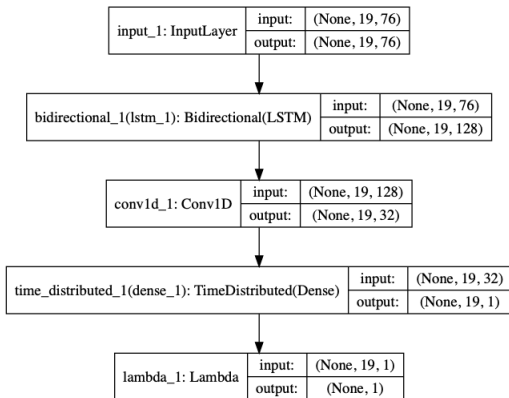 input_1: InputLayer
input:
(None, 19, 76)
output:
(None, 19, 76)
bidirectional_1(lstm_1): Bidirectional(LSTM)
input:
(None, 19, 76)
output:
(None, 19, 128)
conv1d_1: Conv1D
input:
(None, 19, 128)
output:
(None, 19, 32)
time_distributed_1(dense_1): TimeDistributed(Dense)
input:
(None, 19, 32)
output:
(None, 19, 1)
lambda_1: Lambda
input:
(None, 19, 1)
output:
(None, 1)